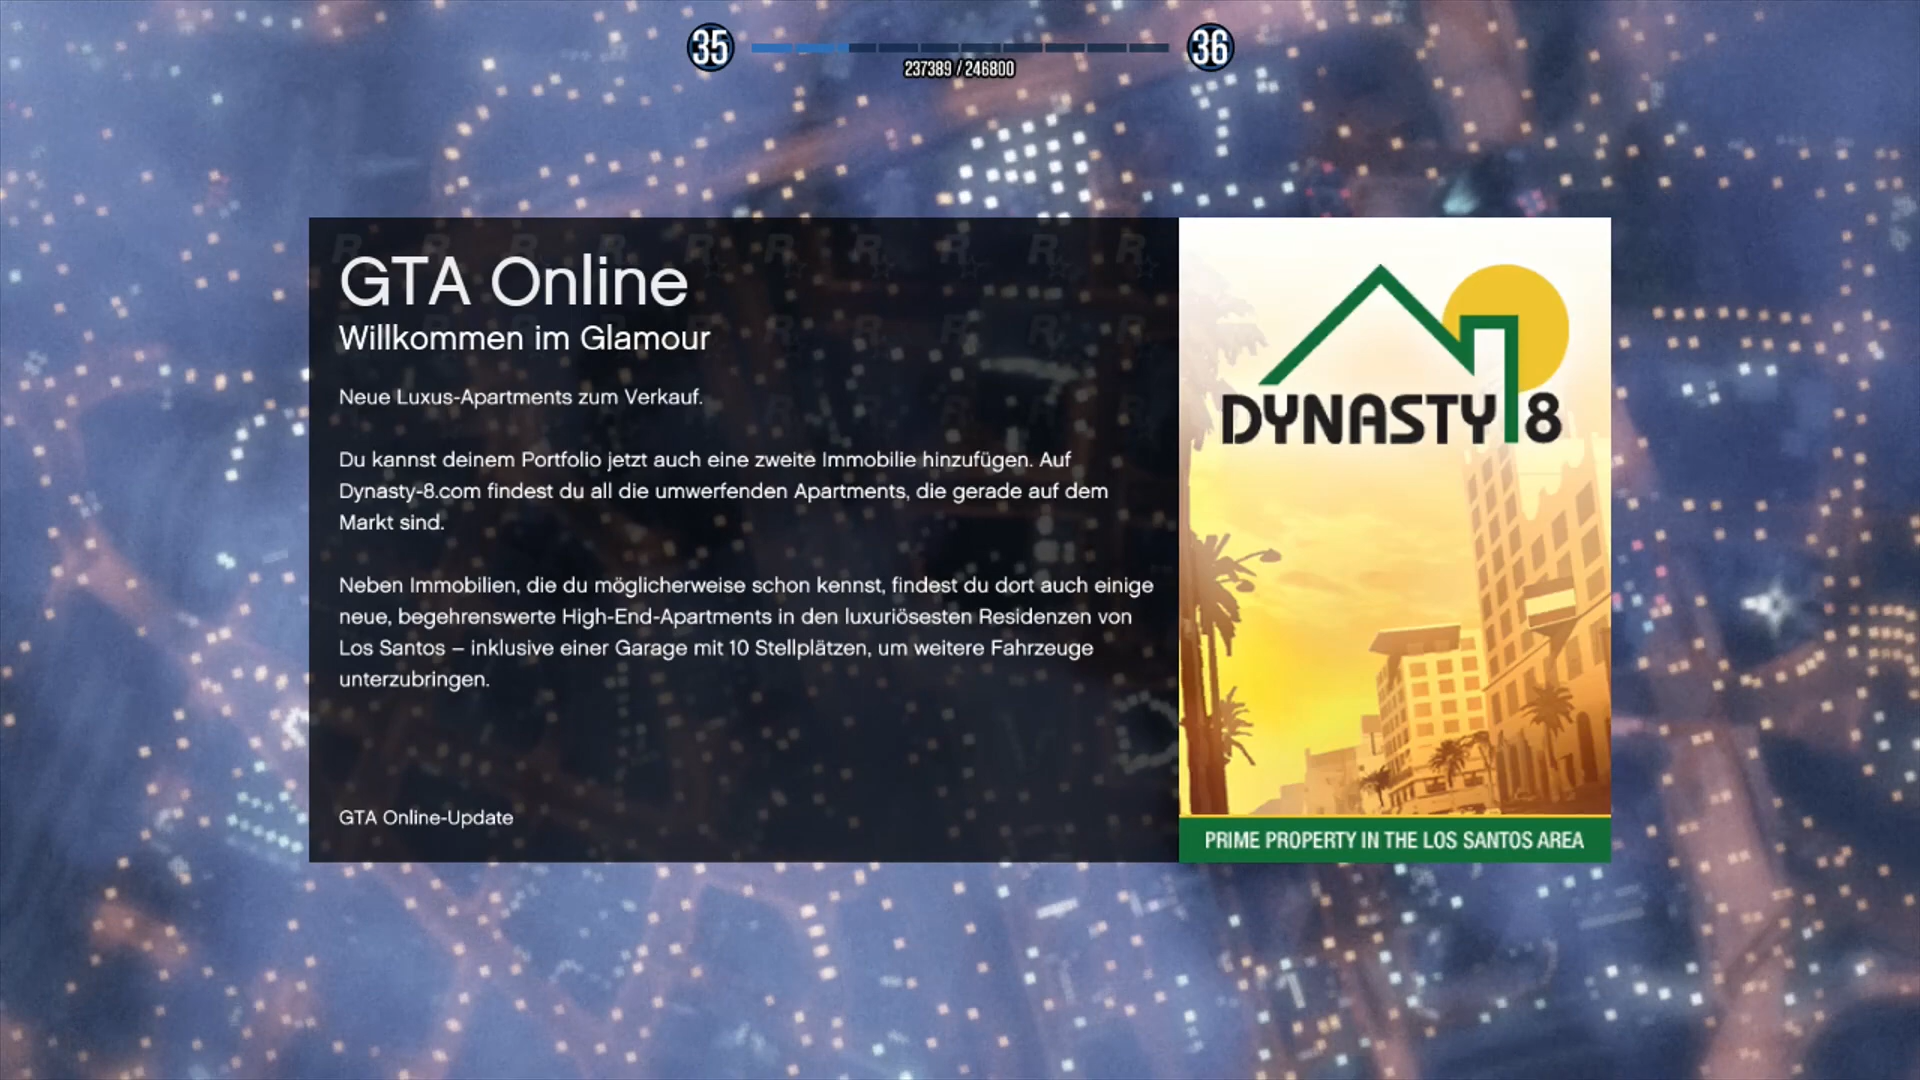 35 36
237389 / 246800
GTA Online
Willkommen im Glamour
Neue Luxus-Apartments zum Verkauf.
Du kannst deinem Portfolio jetzt auch eine zweite Immobilie hinzufügen. Auf
Dynasty-8.com findest du all die umwerfenden Apartments, die gerade auf dem
Markt sind.
Neben Immobilien, die du möglicherweise schon kennst, findest du dort auch einige
neue, begehrenswerte High-End-Apartments in den luxuriösesten Residenzen von
Los Santos – inklusive einer Garage mit 10 Stellplätzen, um weitere Fahrzeuge
unterzubringen.
GTA Online-Update
DYNASTY 8
PRIME PROPERTY IN THE LOS SANTOS AREA